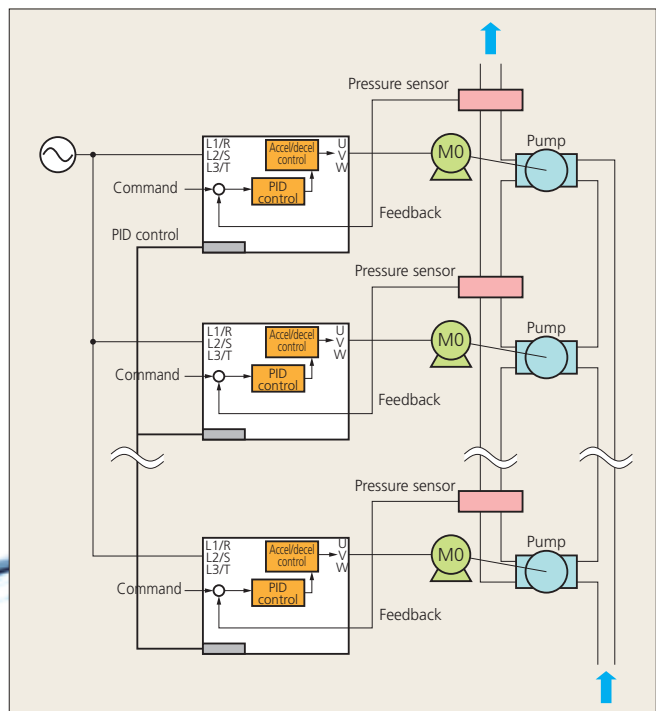 Pressure sensor
L1/R
L2/S
L3/T
Accel/decel
control
U
V
W
M0
Pump
Command
PID
control
Feedback
PID control
Pressure sensor
L1/R
L2/S
L3/T
Accel/decel
control
U
V
W
M0
Pump
Command
PID
control
Feedback
Pressure sensor
L1/R
L2/S
L3/T
Accel/decel
control
U
V
W
M0
Pump
Command
PID
control
Feedback